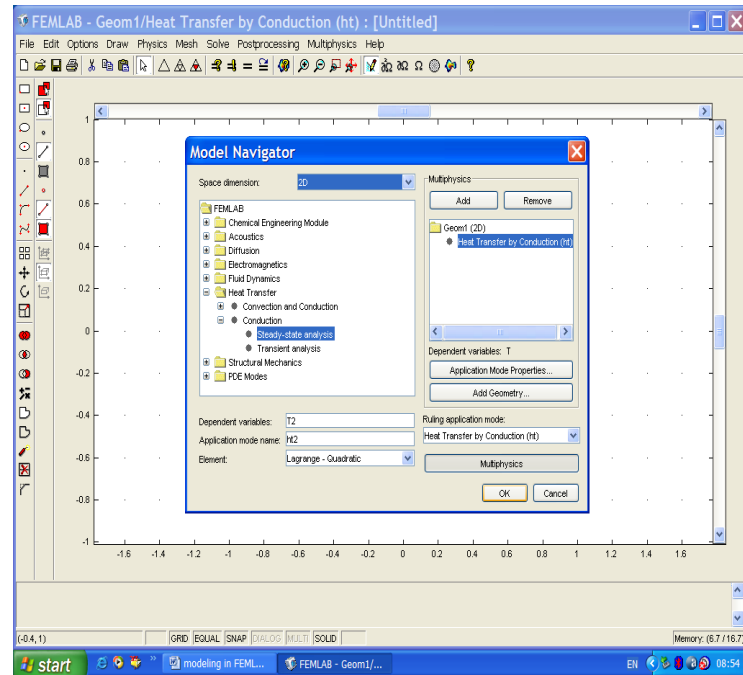 FEMLAB - Geom1/Heat Transfer by Conduction (ht) : [Untitled]
File Edit Options Draw Physics Mesh Solve Postprocessing Multiphysics Help
Model Navigator
Space dimension: 2D
FEMLAB
Chemical Engineering Module
Acoustics
Diffusion
Electromagnetics
Fluid Dynamics
Heat Transfer
Convection and Conduction
Conduction
Steady-state analysis
Transient analysis
Structural Mechanics
PDE Modes
Dependent variables: T2
Application mode name: ht2
Element: Lagrange - Quadratic
Multiphysics
Add Remove
Geom1 (2D)
Heat Transfer by Conduction (ht)
Dependent variables: T
Application Mode Properties...
Add Geometry...
Ruling application mode:
Heat Transfer by Conduction (ht)
Multiphysics
OK Cancel
1
0.8
0.6
0.4
0.2
0
-0.2
-0.4
-0.6
-0.8
-1
-1.6 -1.4 -1.2 -1 -0.8 -0.6 -0.4 -0.2 0 0.2 0.4 0.6 0.8 1 1.2 1.4 1.6
(-0.4, 1) GRID EQUAL SNAP DIALOG MULTI SOLID Memory: (6.7 / 16.7)
start modeling in FEML... FEMLAB - Geom1/... EN 08:54